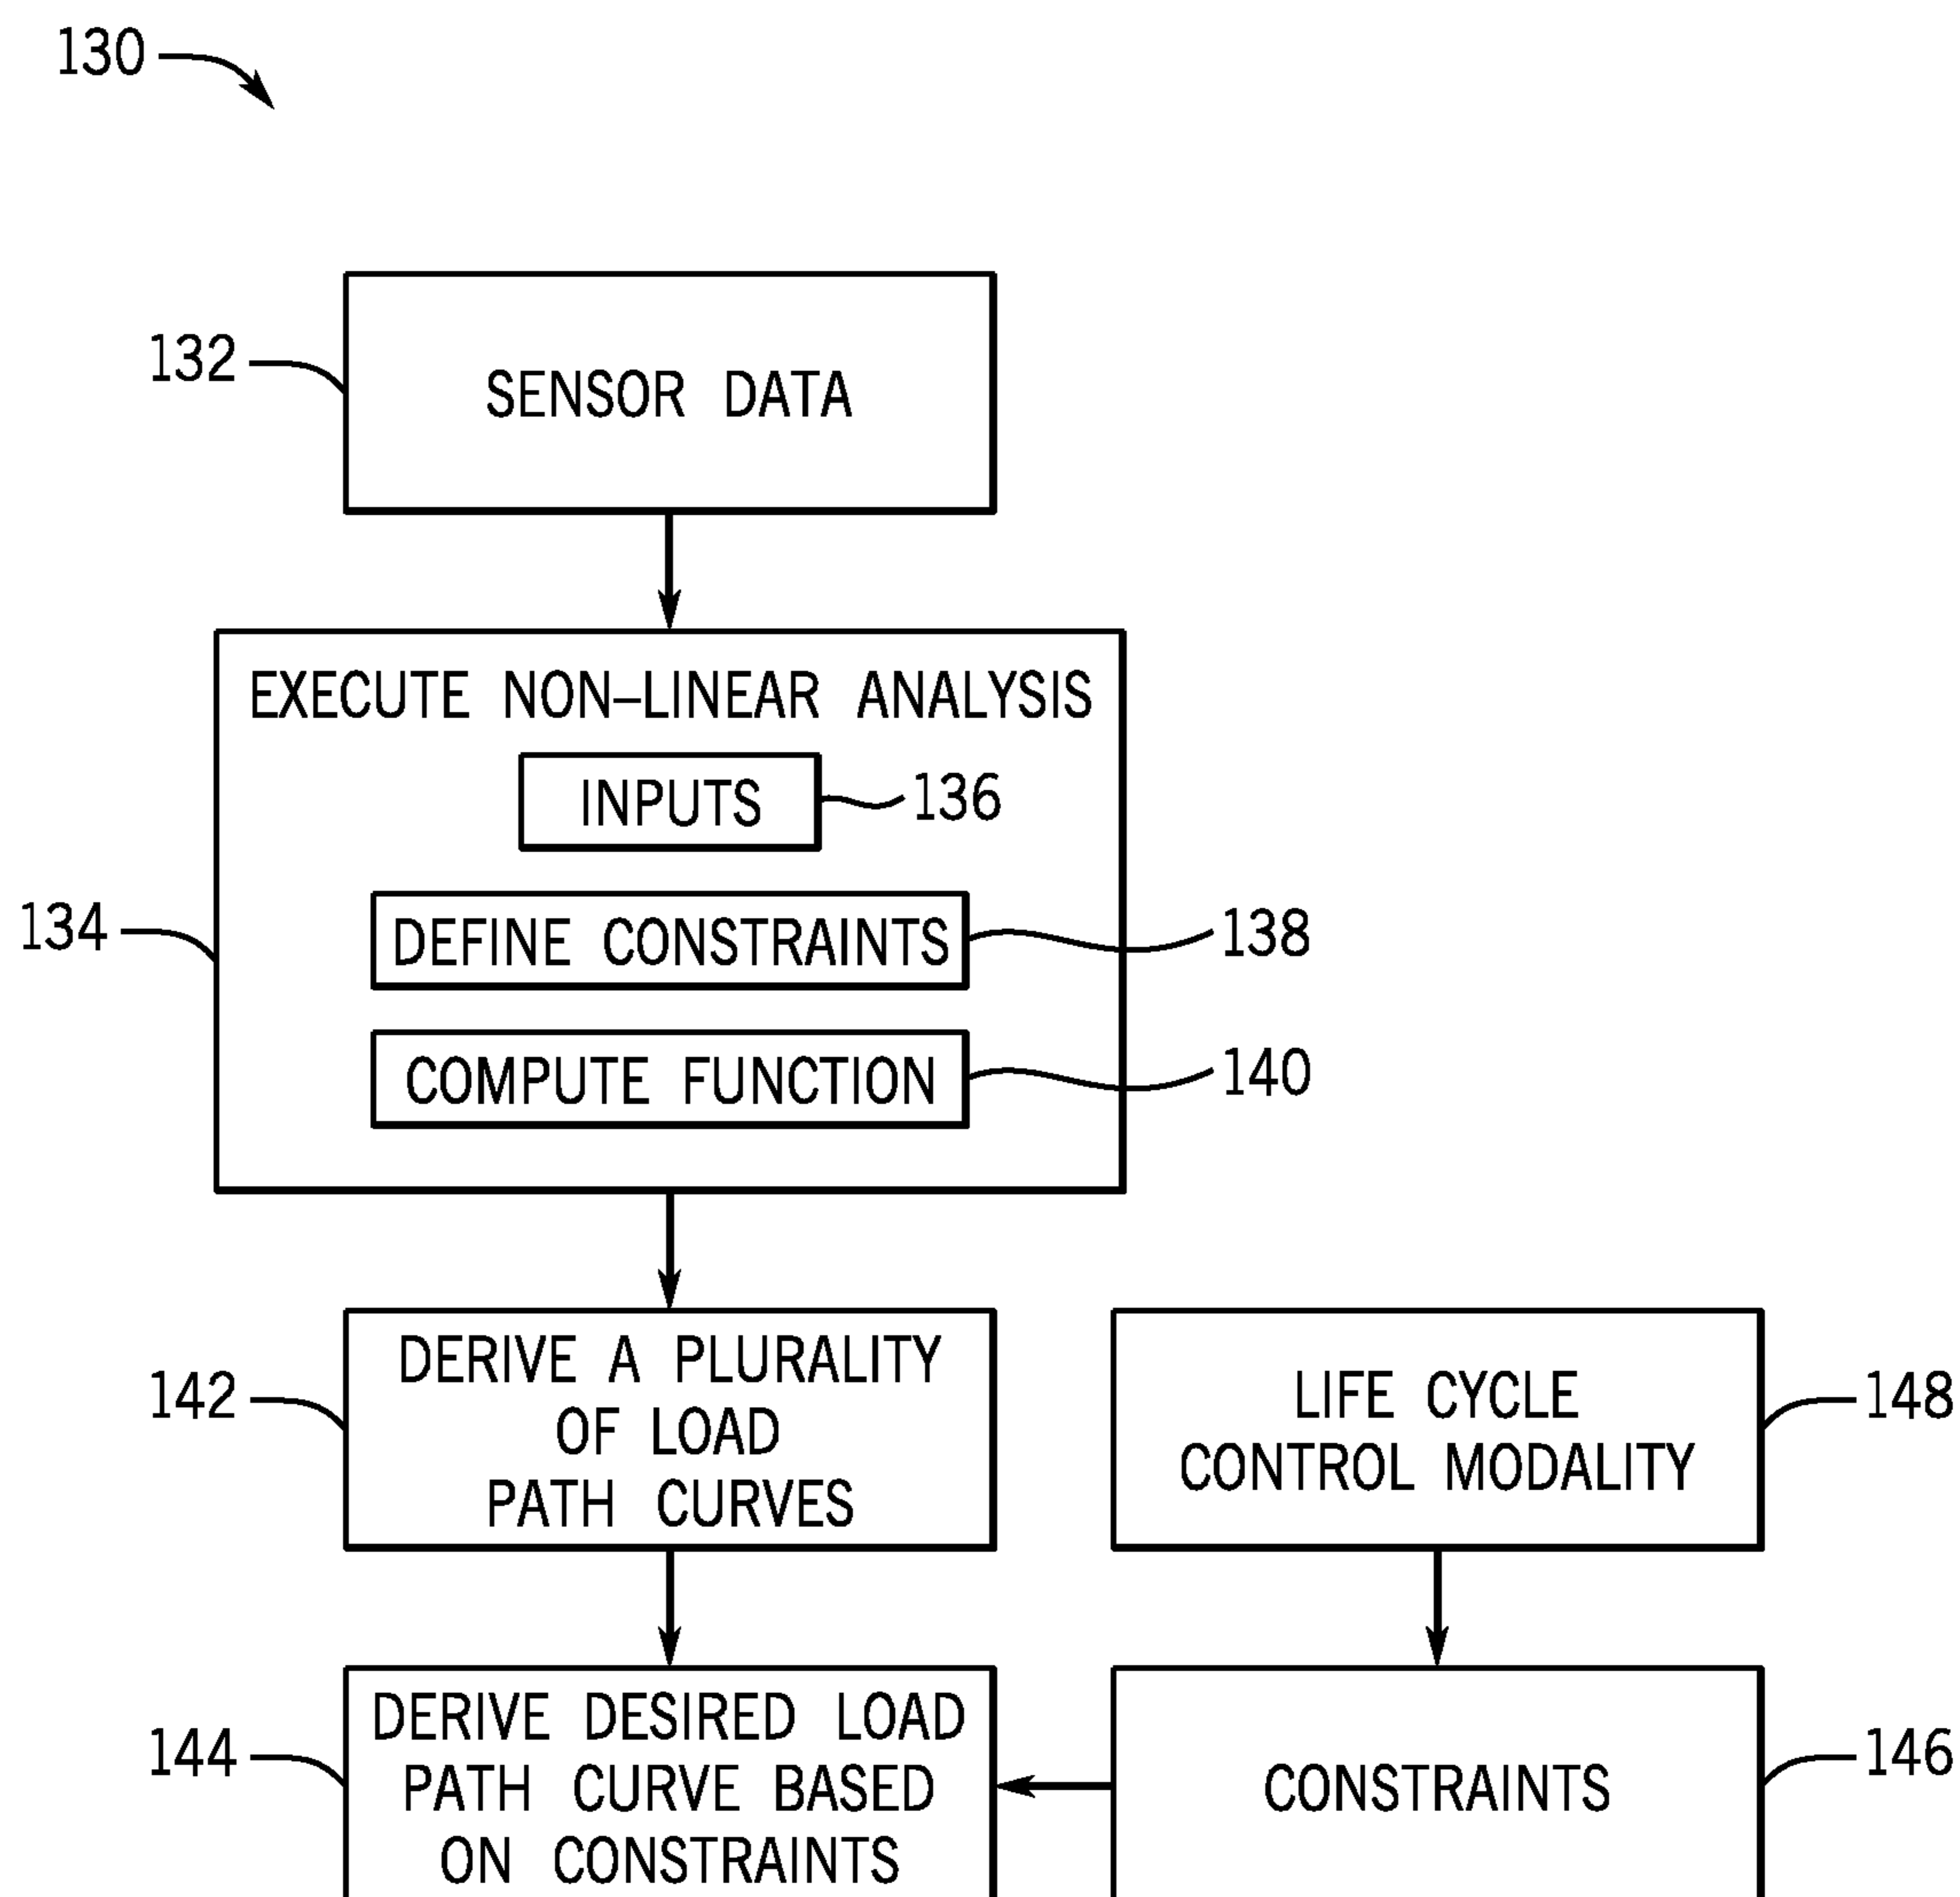 130
132
SENSOR DATA
EXECUTE NON–LINEAR ANALYSIS
INPUTS
136
134
DEFINE CONSTRAINTS
138
COMPUTE FUNCTION
140
142
DERIVE A PLURALITY
OF LOAD
PATH CURVES
LIFE CYCLE
CONTROL MODALITY
148
144
DERIVE DESIRED LOAD
PATH CURVE BASED
ON CONSTRAINTS
CONSTRAINTS
146